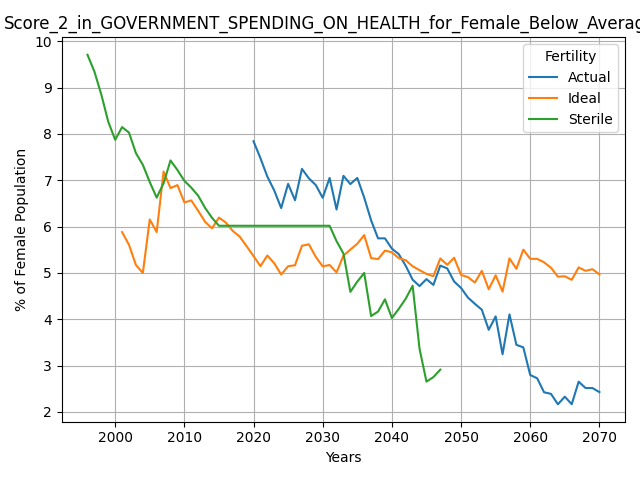 Score_2_in_GOVERNMENT_SPENDING_ON_HEALTH_for_Female_Below_Averag
10
9
8
7
6
5
4
3
2
% of Female Population
Fertility
Actual
Ideal
Sterile
2000 2010 2020 2030 2040 2050 2060 2070
Years